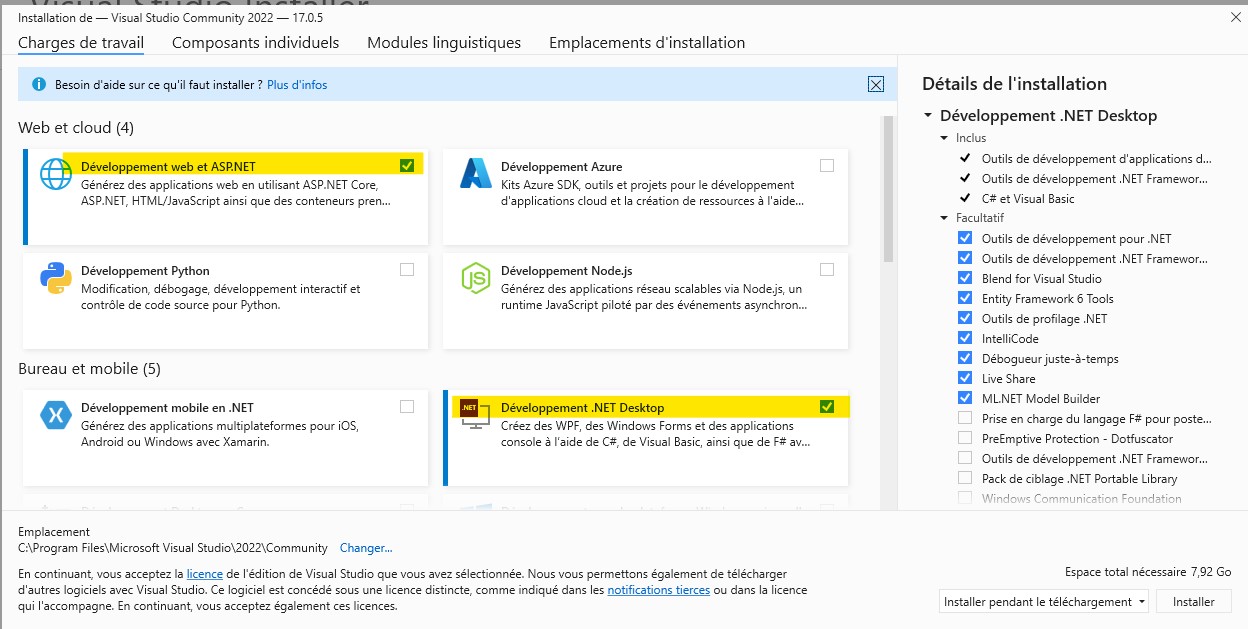 Visual Studio Installer
Installation de — Visual Studio Community 2022 — 17.0.5
Charges de travail
Composants individuels
Modules linguistiques
Emplacements d'installation
Besoin d'aide sur ce qu'il faut installer ? Plus d'infos
Web et cloud (4)
Développement web et ASP.NET
Générez des applications web en utilisant ASP.NET Core,
ASP.NET, HTML/JavaScript ainsi que des conteneurs pren...
Développement Azure
Kits Azure SDK, outils et projets pour le développement
d'applications cloud et la création de ressources à l'aide...
Développement Python
Modification, débogage, développement interactif et
contrôle de code source pour Python.
JS
Développement Node.js
Générez des applications réseau scalables via Node.js, un
runtime JavaScript piloté par des événements asynchron...
Bureau et mobile (5)
Développement mobile en .NET
Générez des applications multiplateformes pour iOS,
Android ou Windows avec Xamarin.
.NET
Développement .NET Desktop
Créez des WPF, des Windows Forms et des applications
console à l'aide de C#, de Visual Basic, ainsi que de F# av...
Détails de l'installation
Développement .NET Desktop
Inclus
Outils de développement d'applications d...
Outils de développement .NET Framewor...
C# et Visual Basic
Facultatif
Outils de développement pour .NET
Outils de développement .NET Framewor...
Blend for Visual Studio
Entity Framework 6 Tools
Outils de profilage .NET
IntelliCode
Débogueur juste-à-temps
Live Share
ML.NET Model Builder
Prise en charge du langage F# pour poste...
PreEmptive Protection - Dotfuscator
Outils de développement .NET Framewor...
Pack de ciblage .NET Portable Library
Windows Communication Foundation
Emplacement
C:\Program Files\Microsoft Visual Studio\2022\Community Changer...
En continuant, vous acceptez la licence de l'édition de Visual Studio que vous avez sélectionnée. Nous vous permettons également de télécharger
d'autres logiciels avec Visual Studio. Ce logiciel est concédé sous une licence distincte, comme indiqué dans les notifications tierces ou dans la licence
qui l'accompagne. En continuant, vous acceptez également ces licences.
Espace total nécessaire 7,92 Go
Installer pendant le téléchargement
Installer